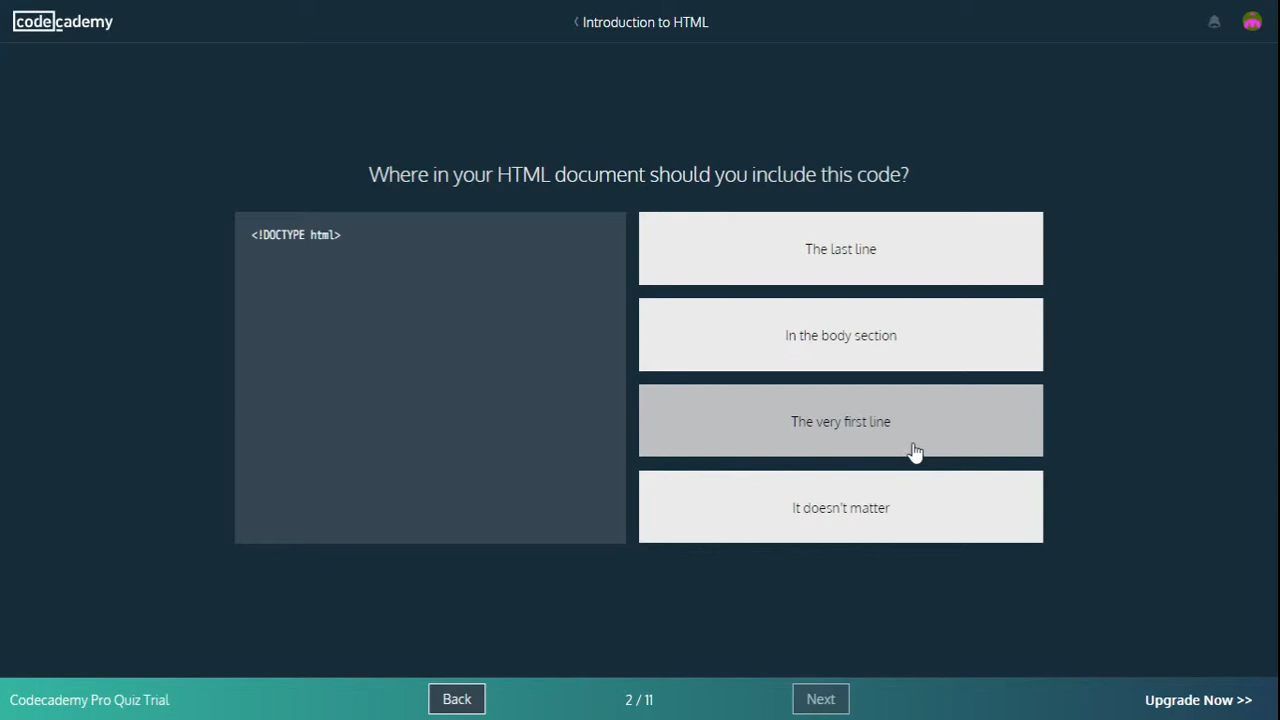 codecademy
Introduction to HTML
Where in your HTML document should you include this code?
<!DOCTYPE html>
The last line
In the body section
The very first line
It doesn't matter
Codecademy Pro Quiz Trial
Back
2 / 11
Next
Upgrade Now >>